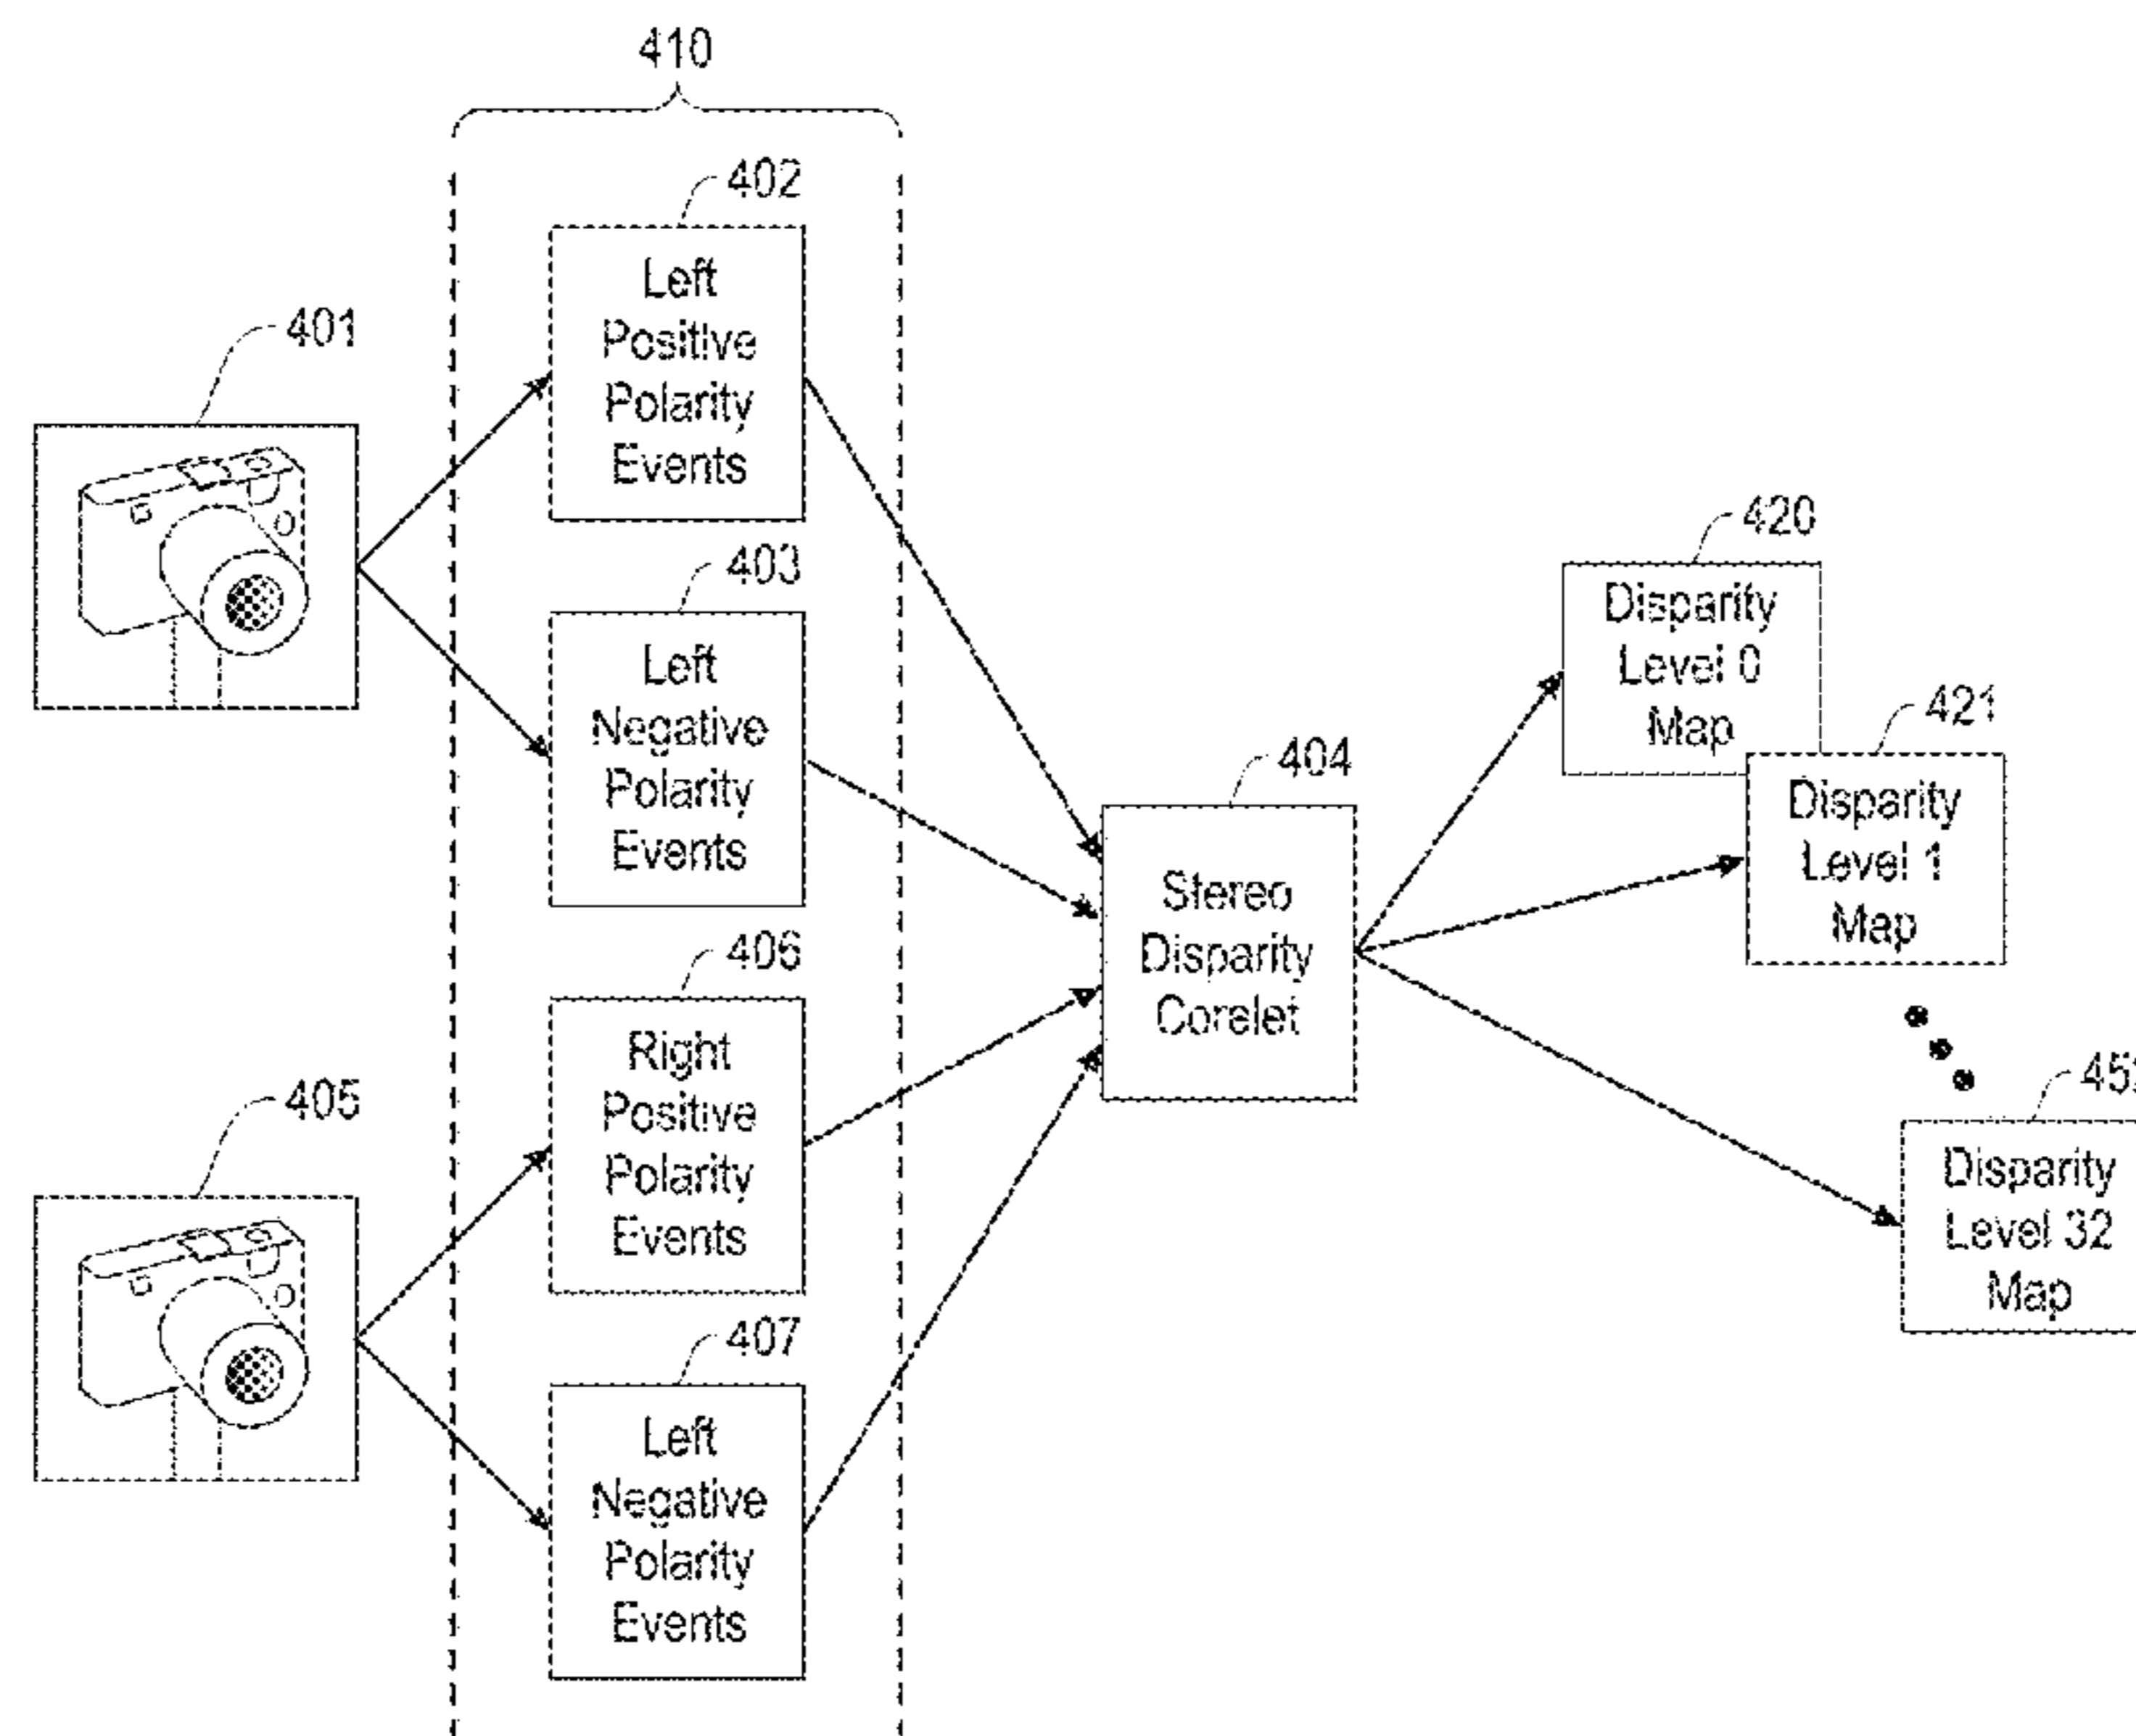 410
402
Left
Positive
Polarity
Events
401
403
Left
Negative
Polarity
Events
406
Right
Positive
Polarity
Events
405
407
Left
Negative
Polarity
Events
404
Stereo
Disparity
Corelet
420
Disparity
Level 0
Map
421
Disparity
Level 1
Map
Disparity
Level 32
Map